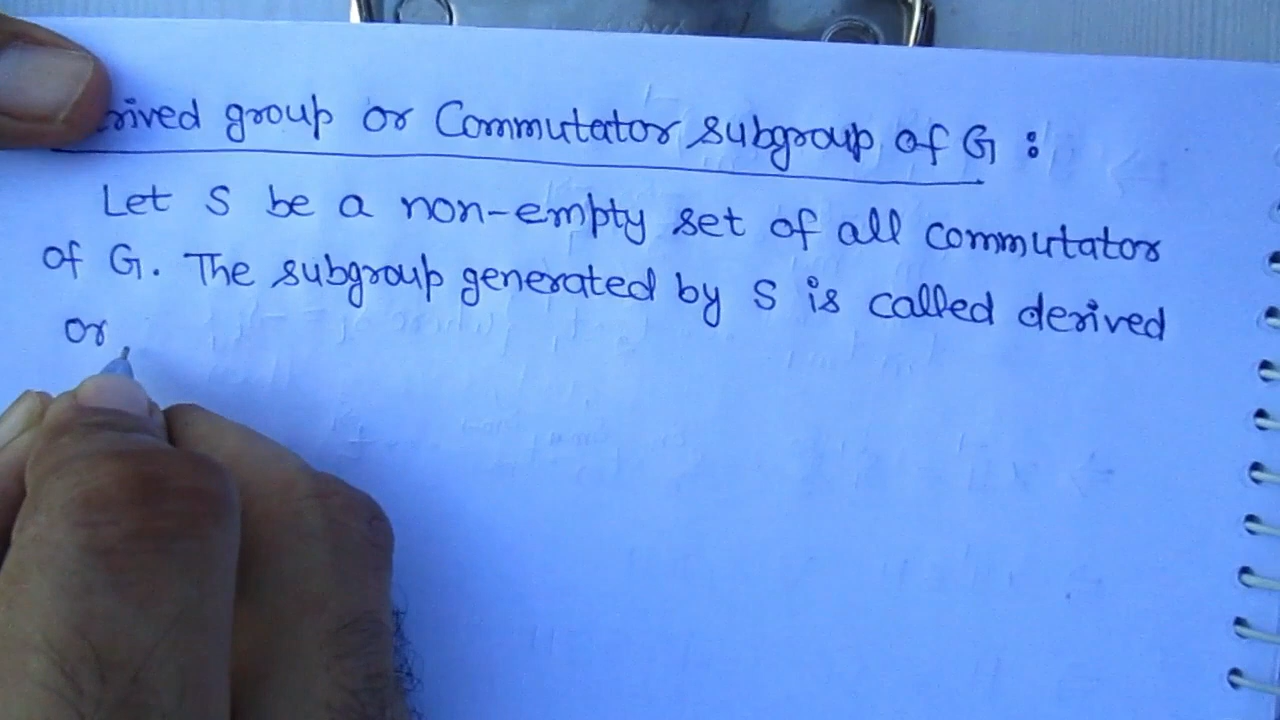 rived group or Commutator subgroup of G :
Let S be a non-empty set of all commutator
of G. The subgroup generated by S is called derived
or